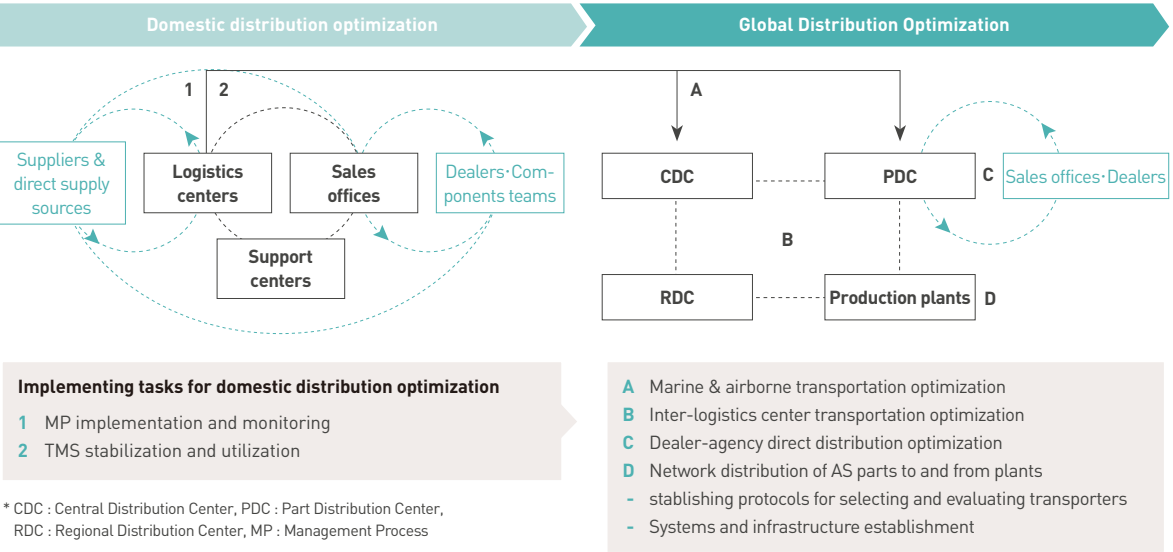 Domestic distribution optimization
Global Distribution Optimization
1
2
A
Suppliers &
direct supply
sources
Logistics
centers
Sales
offices
Dealers·Com-
ponents teams
Support
centers
CDC
PDC
C
Sales offices·Dealers
B
RDC
Production plants
D
Implementing tasks for domestic distribution optimization
1 MP implementation and monitoring
2 TMS stabilization and utilization
* CDC : Central Distribution Center, PDC : Part Distribution Center,
RDC : Regional Distribution Center, MP : Management Process
A Marine & airborne transportation optimization
B Inter-logistics center transportation optimization
C Dealer-agency direct distribution optimization
D Network distribution of AS parts to and from plants
- stablishing protocols for selecting and evaluating transporters
- Systems and infrastructure establishment